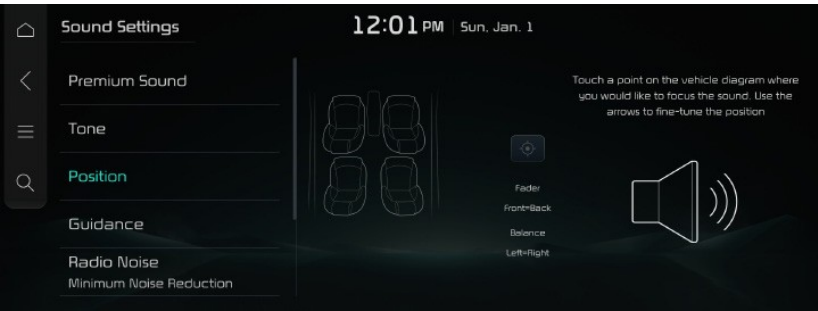 Sound Settings
12:01 PM Sun, Jan. 1
Premium Sound
Tone
Position
Guidance
Radio Noise
Minimum Noise Reduction
Fader
Front=Back
Balance
Left=Right
Touch a point on the vehicle diagram where
you would like to focus the sound. Use the
arrows to fine-tune the position